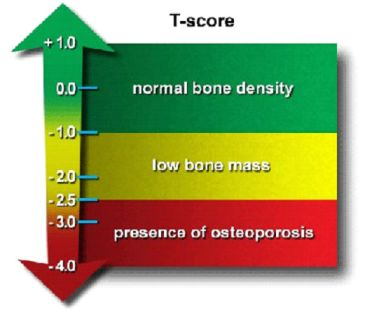 T-score
+ 1.0
0.0
normal bone density
- 1.0
low bone mass
- 2.0
- 2.5
- 3.0
presence of osteoporosis
- 4.0